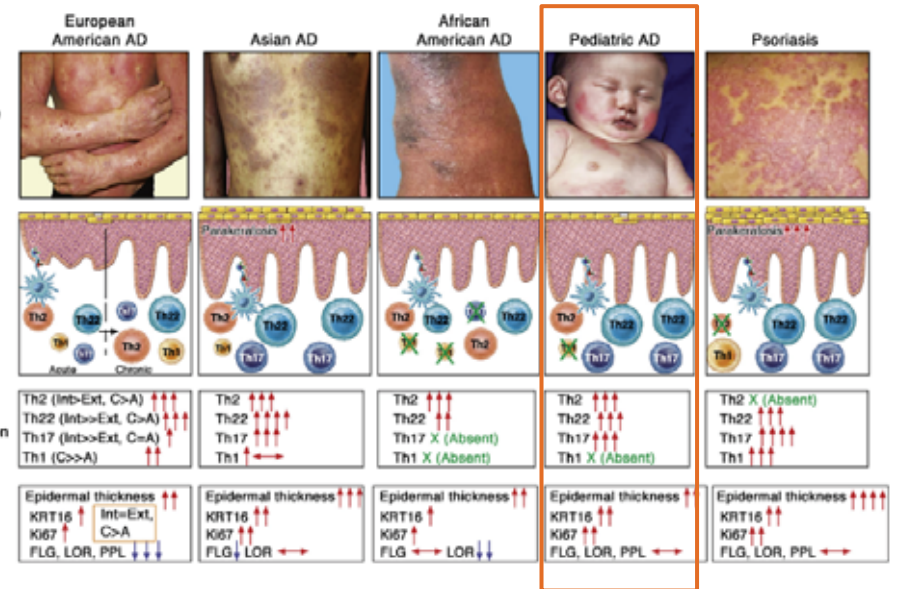 European
American AD
Asian AD
African
American AD
Pediatric AD
Psoriasis
Parakeratosis
Parakeratosis
Th2
Th22
Th22
Th1
Th17
Th2
Th1
Acute
Chronic
Th2
Th22
Th22
Th1
Th17
Th17
Th2
Th22
Th22
Th2
Th2
Th22
Th22
Th17
Th17
Th22
Th22
Th1
Th17
Th17
Th2 (Int>Ext, C>A) ↑↑↑
Th22 (Int>>Ext, C>A) ↑↑↑
Th17 (Int>>Ext, C=A) ↑
Th1 (C>>A) ↑↑
Th2 ↑↑↑
Th22 ↑↑↑↑
Th17 ↑↑↑
Th1 ↑ ↔
Th2 ↑↑↑
Th22 ↑↑
Th17 X (Absent)
Th1 X (Absent)
Th2 ↑↑↑
Th22 ↑↑↑
Th17 ↑↑↑
Th1 X (Absent)
Th2 X (Absent)
Th22 ↑↑↑
Th17 ↑↑↑↑
Th1 ↑↑↑
Epidermal thickness ↑↑
KRT16 ↑
Ki67 ↑
Int=Ext,
C>A
FLG, LOR, PPL ↓↓↓
Epidermal thickness ↑↑↑
KRT16 ↑↑
Ki67 ↑↑
FLG ↓ LOR ↔
Epidermal thickness ↑↑
KRT16 ↑
Ki67 ↑
FLG ↔ LOR ↓↓
Epidermal thickness ↑↑
KRT16 ↑↑
Ki67 ↑↑
FLG, LOR, PPL ↔
Epidermal thickness ↑↑↑↑
KRT16 ↑↑
Ki67 ↑↑
FLG, LOR, PPL ↔